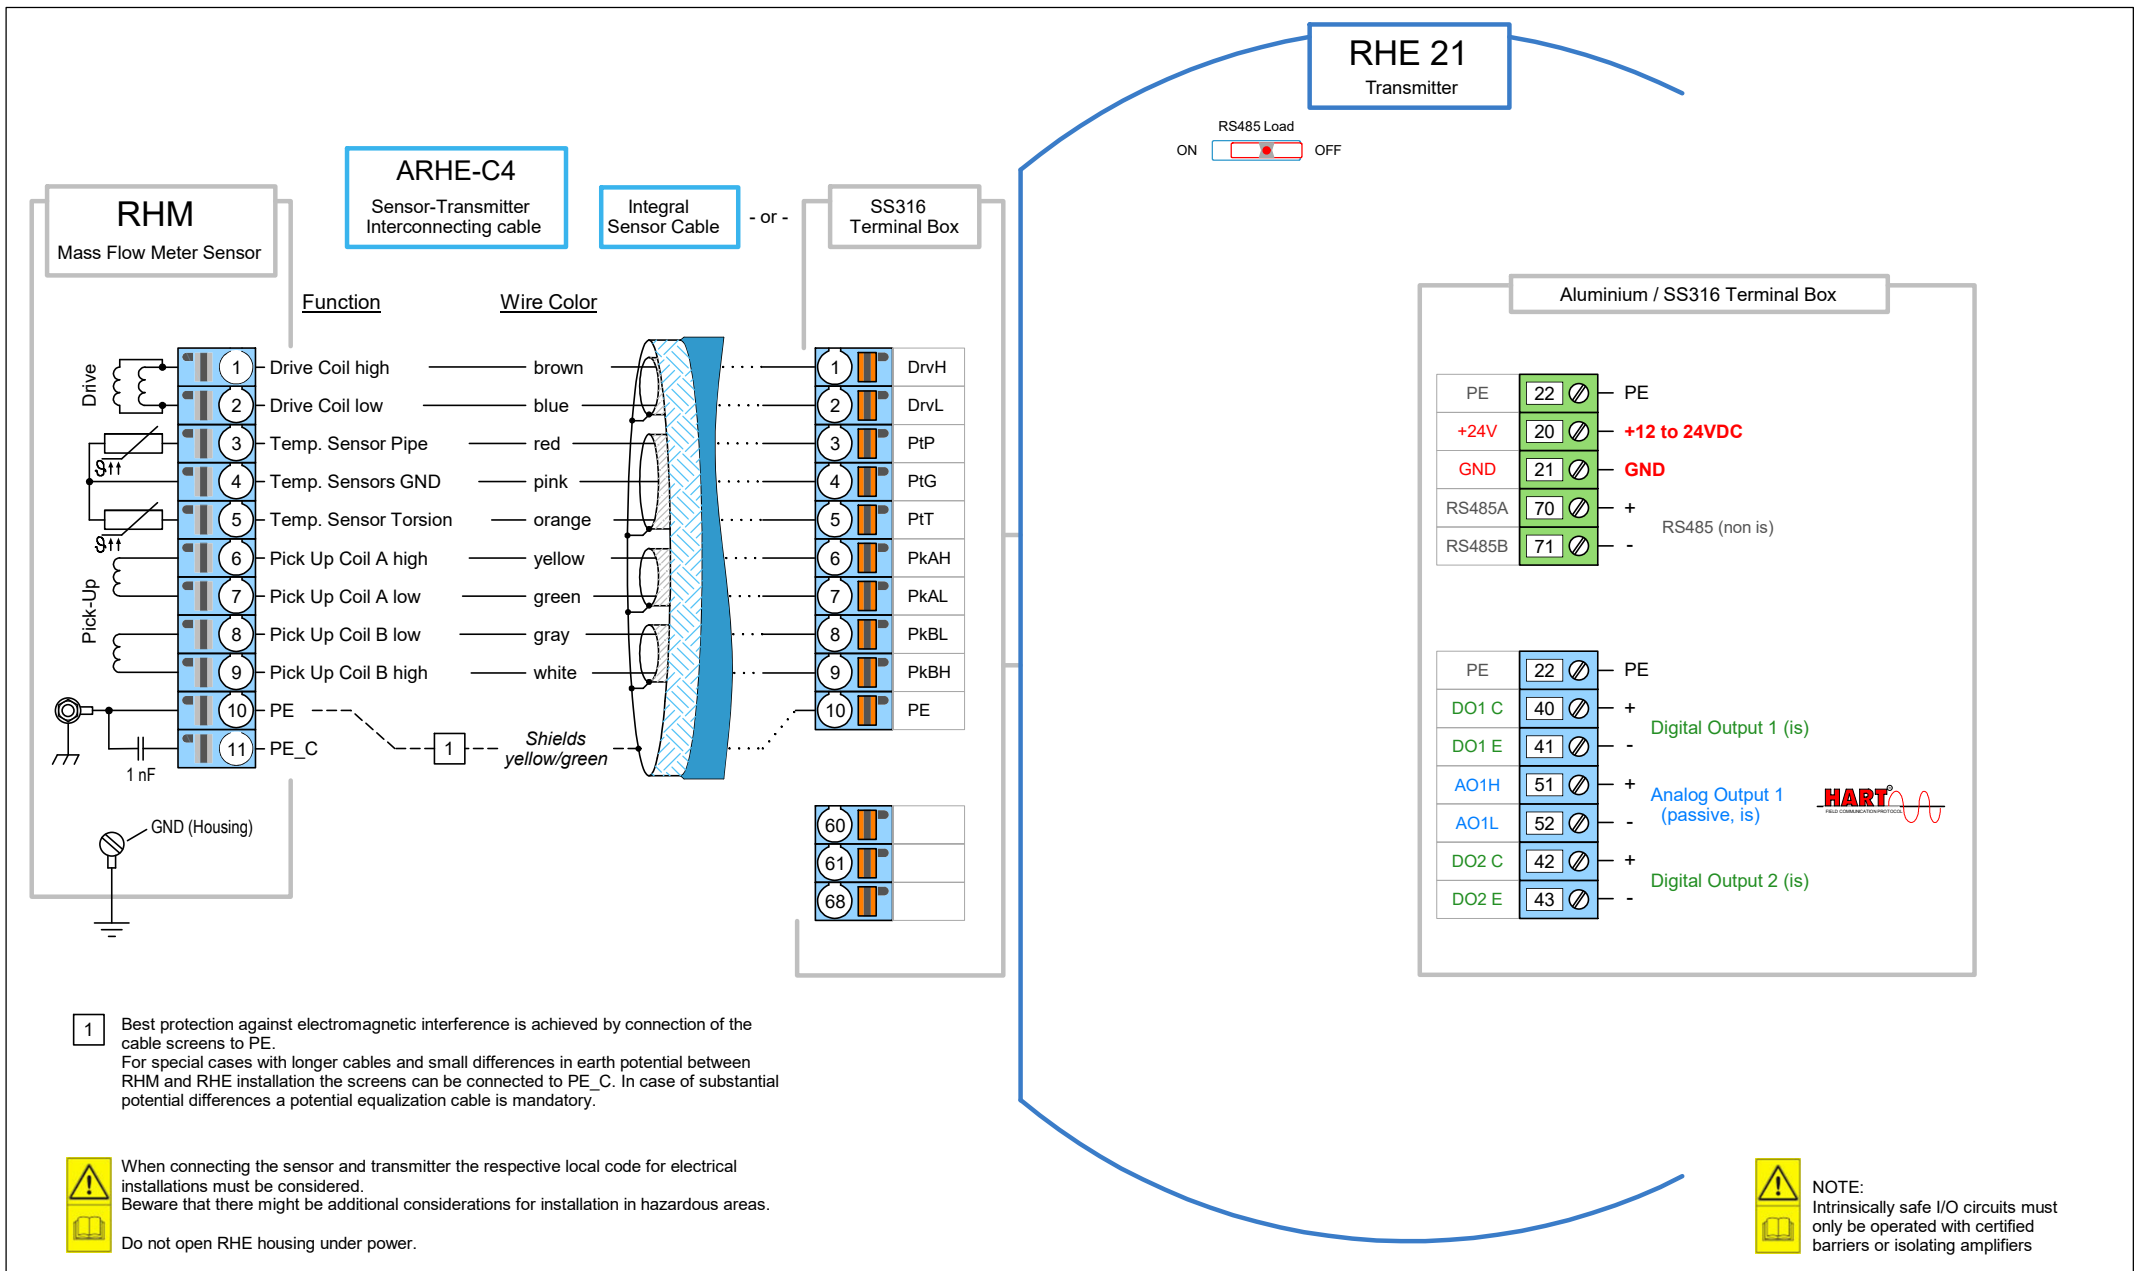 RHE 21
Transmitter
RS485 Load
ON
OFF
ARHE-C4
Sensor-Transmitter
Interconnecting cable
RHM
Mass Flow Meter Sensor
Integral
Sensor Cable
- or -
SS316
Terminal Box
Function
Wire Color
Drive
1 Drive Coil high brown 1 DrvH
2 Drive Coil low blue 2 DrvL
3 Temp. Sensor Pipe red 3 PtP
ϑ↑↑
4 Temp. Sensors GND pink 4 PtG
5 Temp. Sensor Torsion orange 5 PtT
ϑ↑↑
Pick-Up
6 Pick Up Coil A high yellow 6 PkAH
7 Pick Up Coil A low green 7 PkAL
8 Pick Up Coil B low gray 8 PkBL
9 Pick Up Coil B high white 9 PkBH
10 PE 10 PE
11 PE_C 1 Shields
yellow/green
1 nF
GND (Housing)
60
61
68
Aluminium / SS316 Terminal Box
PE 22 PE
+24V 20 +12 to 24VDC
GND 21 GND
RS485A 70 +
RS485 (non is)
RS485B 71 -
PE 22 PE
DO1 C 40 +
Digital Output 1 (is)
DO1 E 41 -
AO1H 51 +
Analog Output 1
(passive, is)
HART
FIELD COMMUNICATION PROTOCOL
AO1L 52 -
DO2 C 42 +
Digital Output 2 (is)
DO2 E 43 -
1 Best protection against electromagnetic interference is achieved by connection of the
cable screens to PE.
For special cases with longer cables and small differences in earth potential between
RHM and RHE installation the screens can be connected to PE_C. In case of substantial
potential differences a potential equalization cable is mandatory.
When connecting the sensor and transmitter the respective local code for electrical
installations must be considered.
Beware that there might be additional considerations for installation in hazardous areas.
Do not open RHE housing under power.
NOTE:
Intrinsically safe I/O circuits must
only be operated with certified
barriers or isolating amplifiers